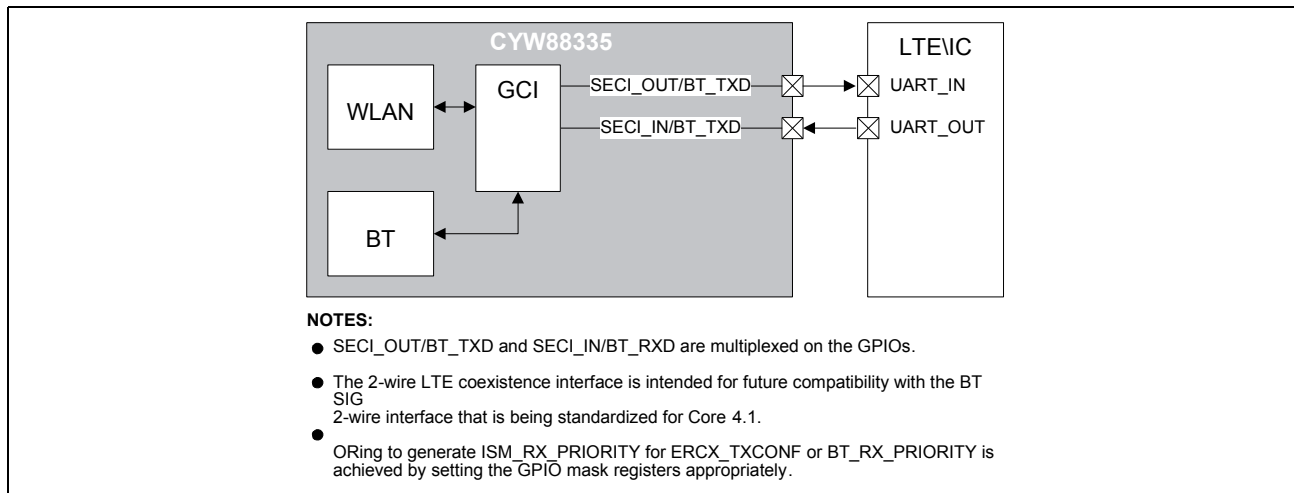 CYW88335
LTE\IC
WLAN
GCI
SECI_OUT/BT_TXD
UART_IN
SECI_IN/BT_TXD
UART_OUT
BT
NOTES:
● SECI_OUT/BT_TXD and SECI_IN/BT_RXD are multiplexed on the GPIOs.
● The 2-wire LTE coexistence interface is intended for future compatibility with the BT
SIG
2-wire interface that is being standardized for Core 4.1.
●
ORing to generate ISM_RX_PRIORITY for ERCX_TXCONF or BT_RX_PRIORITY is
achieved by setting the GPIO mask registers appropriately.